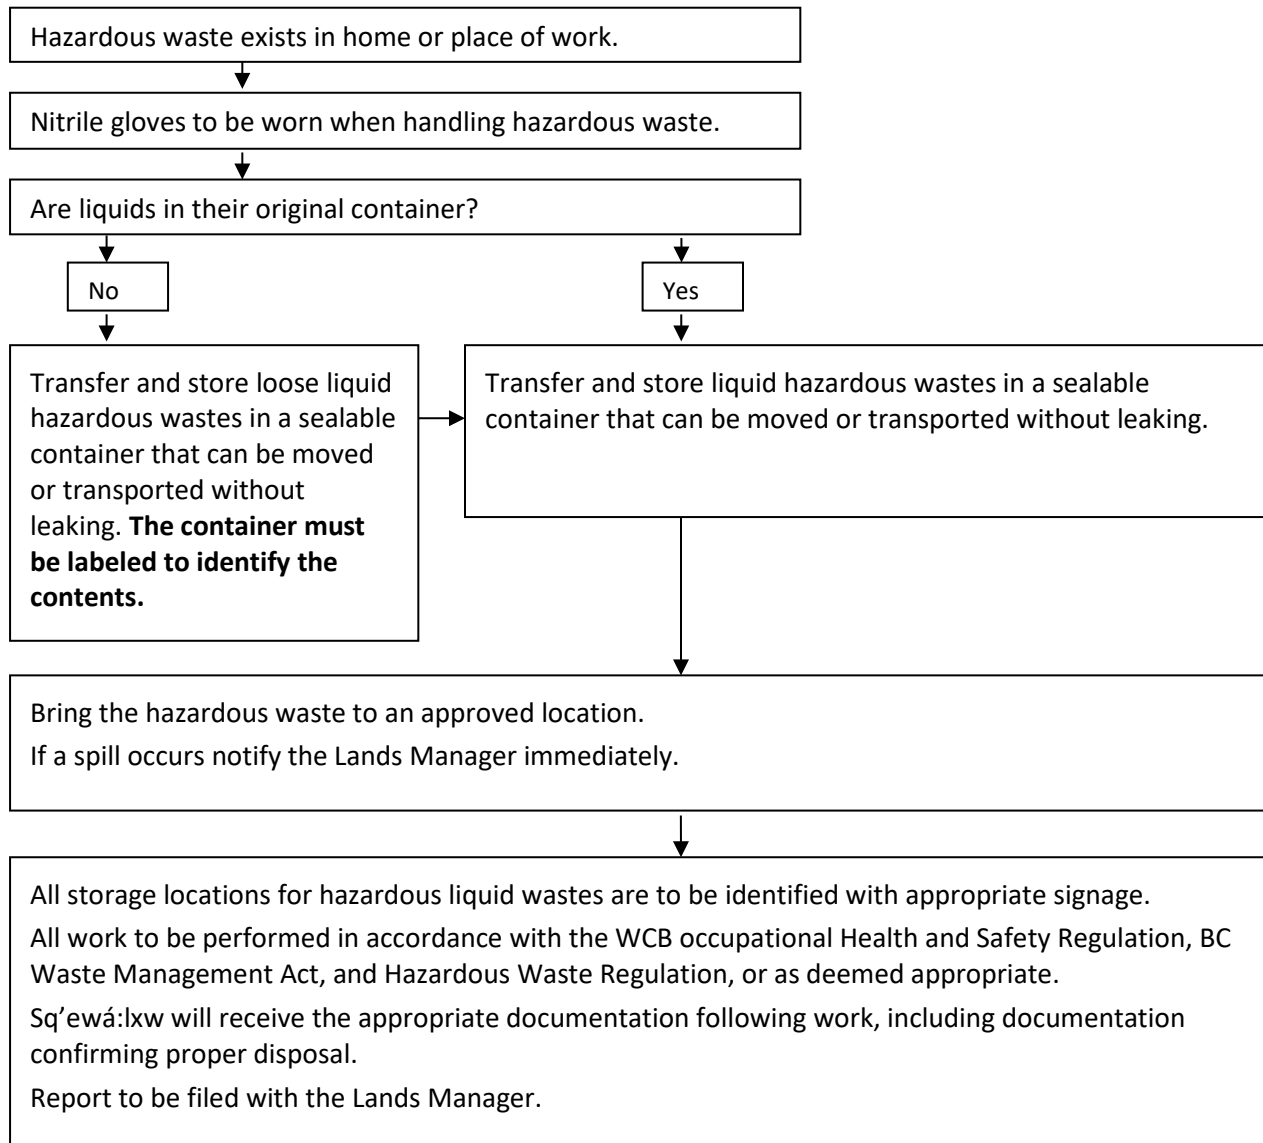 Hazardous waste exists in home or place of work.
Nitrile gloves to be worn when handling hazardous waste.
Are liquids in their original container?
No
Yes
Transfer and store loose liquid
hazardous wastes in a sealable
container that can be moved
or transported without
leaking. The container must
be labeled to identify the
contents.
Transfer and store liquid hazardous wastes in a sealable
container that can be moved or transported without leaking.
Bring the hazardous waste to an approved location.
If a spill occurs notify the Lands Manager immediately.
All storage locations for hazardous liquid wastes are to be identified with appropriate signage.
All work to be performed in accordance with the WCB occupational Health and Safety Regulation, BC
Waste Management Act, and Hazardous Waste Regulation, or as deemed appropriate.
Sq’ewá:lxw will receive the appropriate documentation following work, including documentation
confirming proper disposal.
Report to be filed with the Lands Manager.